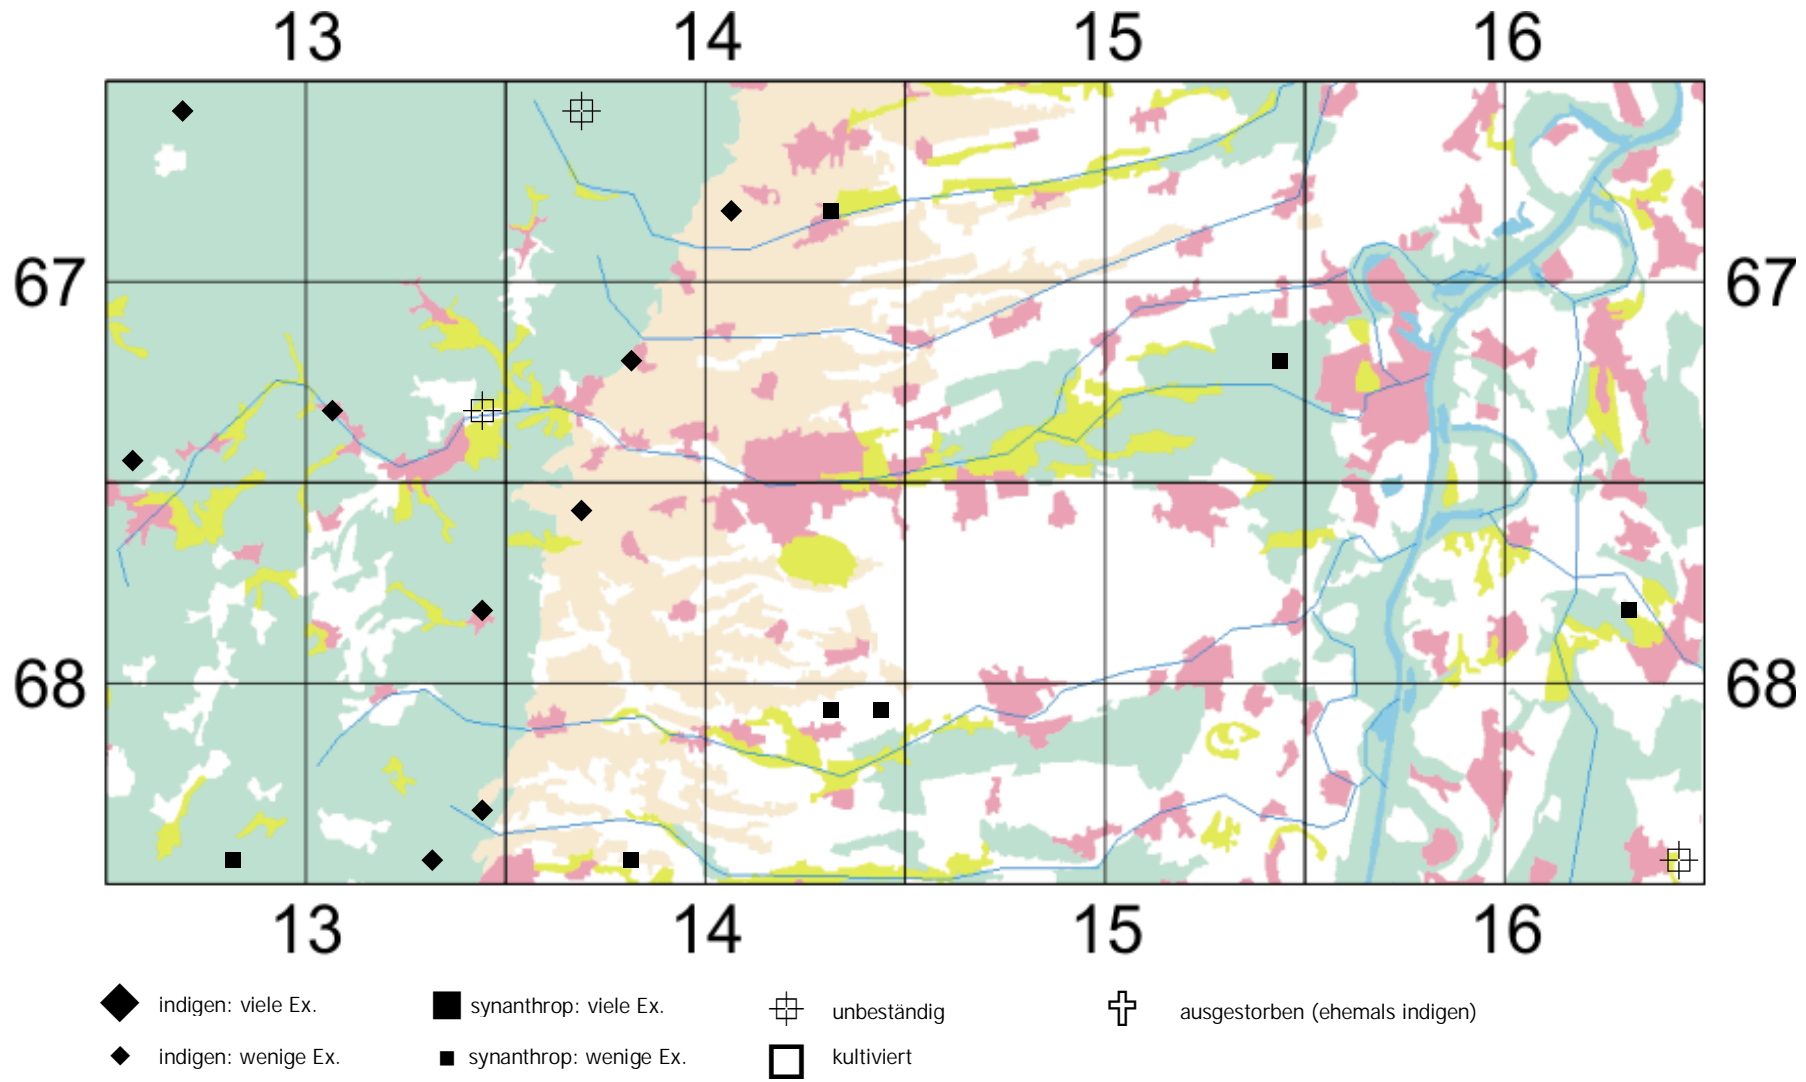 13 14 15 16
67 67
68 68
13 14 15 16
indigen: viele Ex. synanthrop: viele Ex. unbeständig ausgestorben (ehemals indigen)
indigen: wenige Ex. synanthrop: wenige Ex. kultiviert